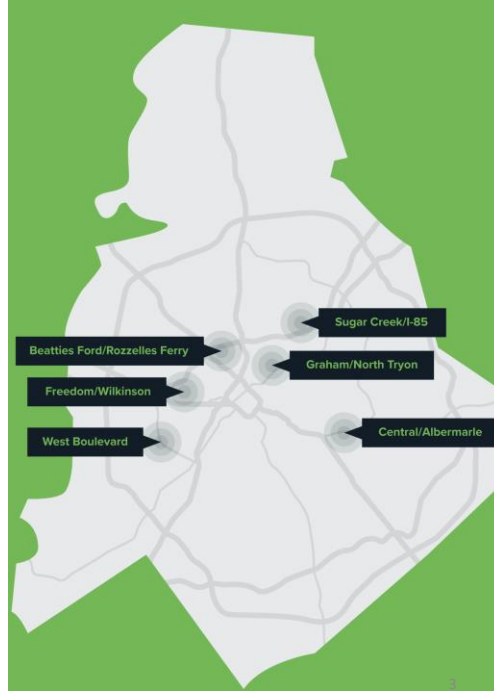 Sugar Creek/I-85
Beatties Ford/Rozzelles Ferry
Graham/North Tryon
Freedom/Wilkinson
Central/Albermarle
West Boulevard
3